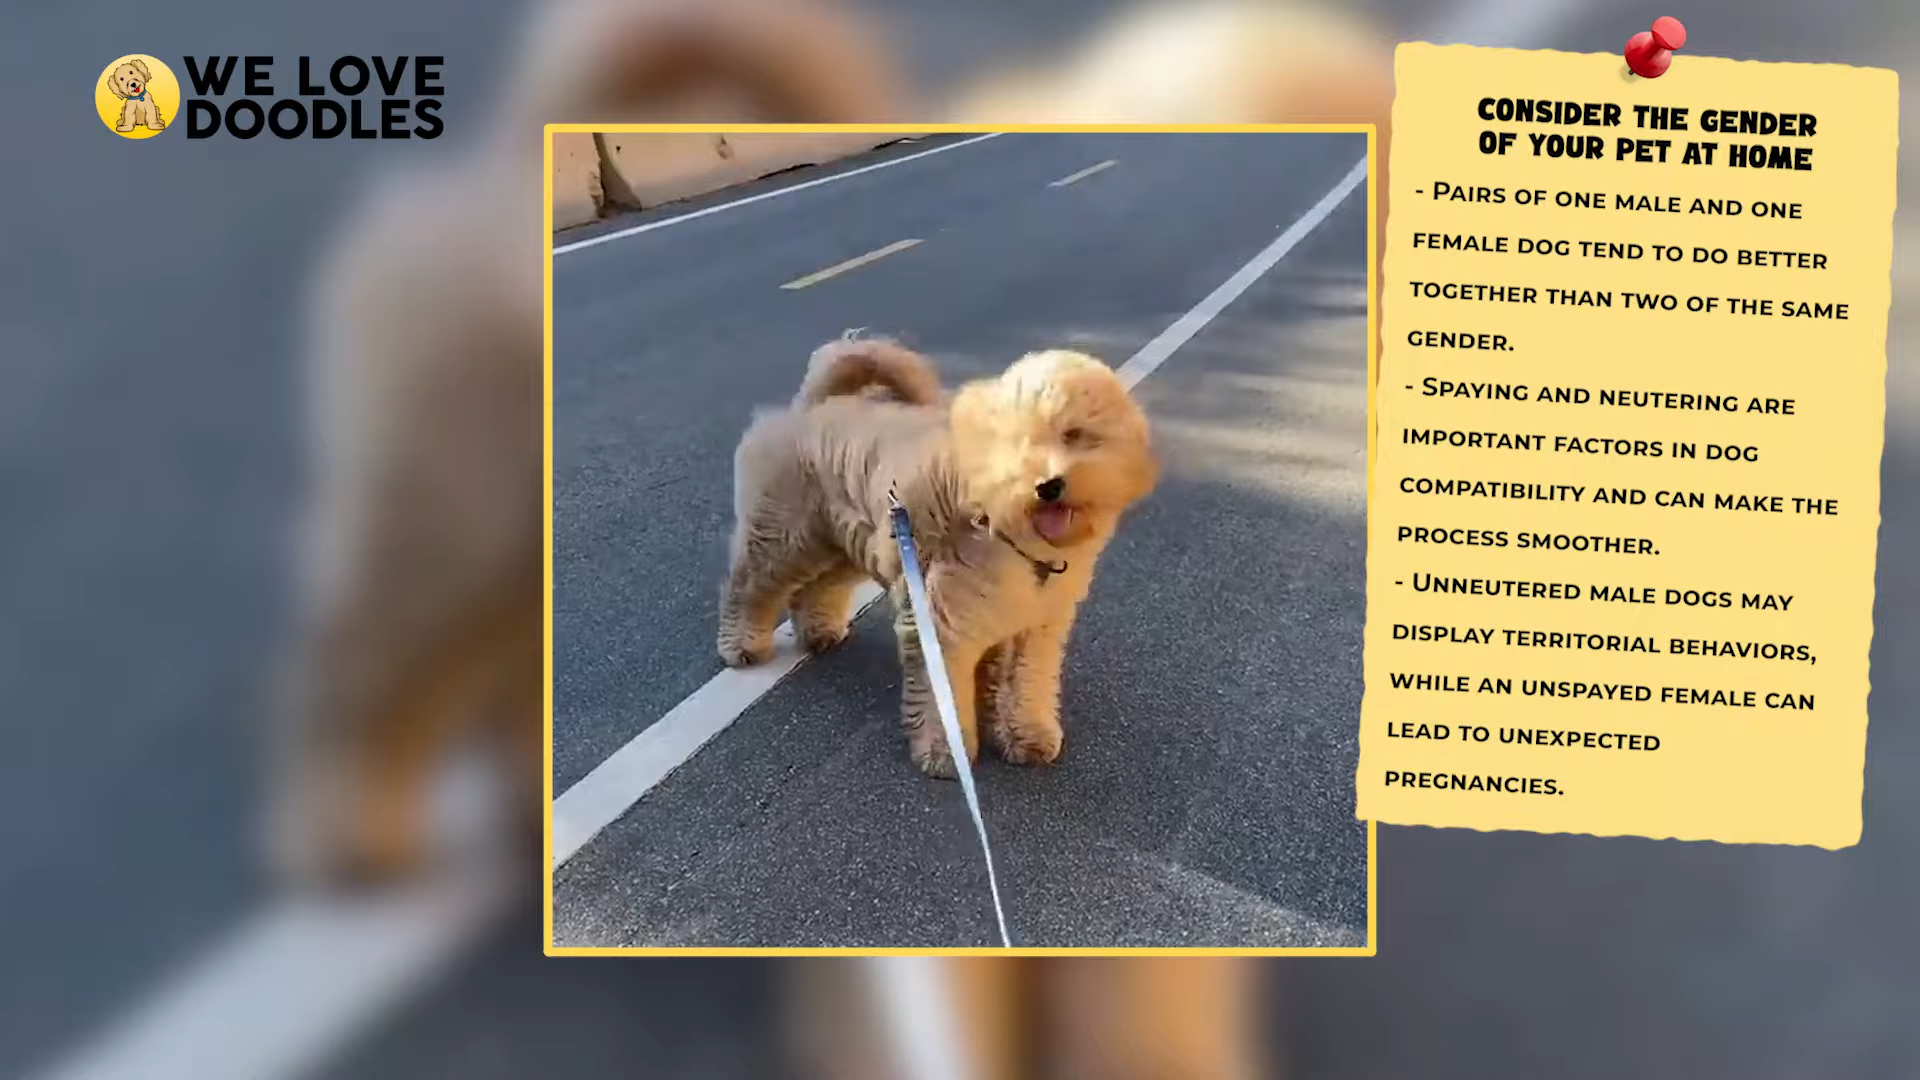 WE LOVE
DOODLES
CONSIDER THE GENDER
OF YOUR PET AT HOME
- PAIRS OF ONE MALE AND ONE
FEMALE DOG TEND TO DO BETTER
TOGETHER THAN TWO OF THE SAME
GENDER.
- SPAYING AND NEUTERING ARE
IMPORTANT FACTORS IN DOG
COMPATIBILITY AND CAN MAKE THE
PROCESS SMOOTHER.
- UNNEUTERED MALE DOGS MAY
DISPLAY TERRITORIAL BEHAVIORS,
WHILE AN UNSPAYED FEMALE CAN
LEAD TO UNEXPECTED
PREGNANCIES.